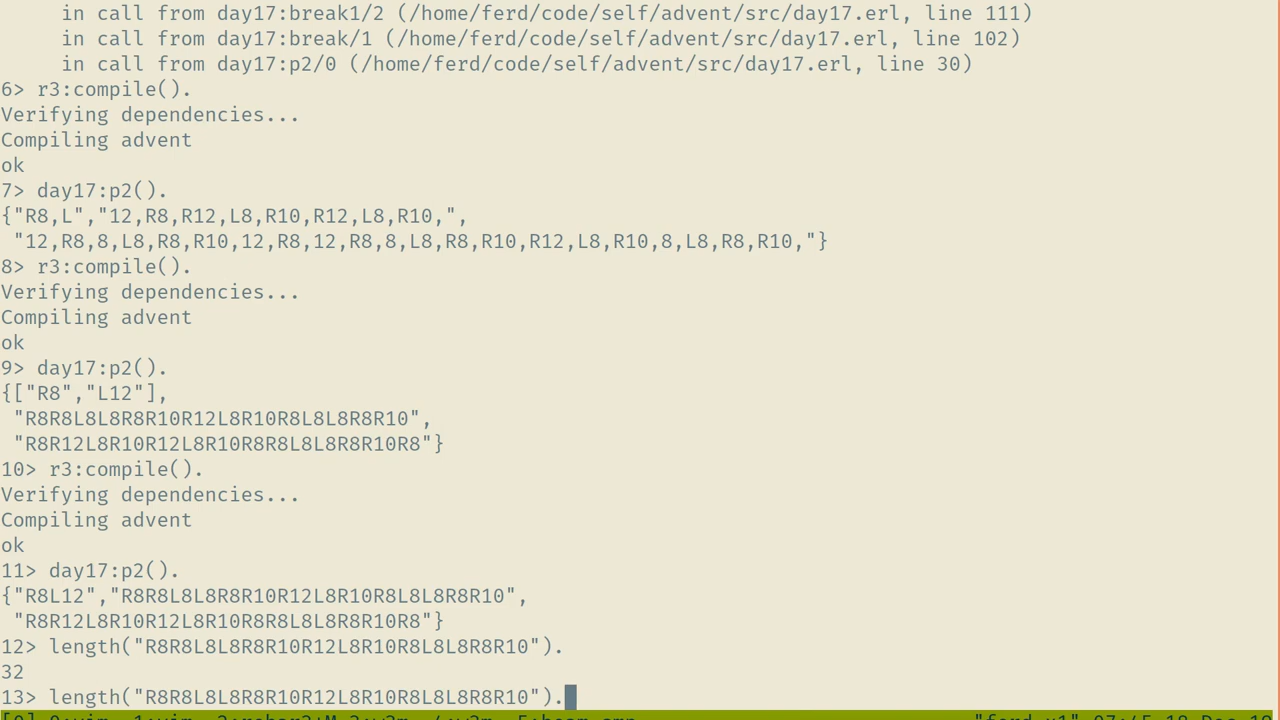 in call from day17:break1/2 (/home/ferd/code/self/advent/src/day17.erl, line 111)
in call from day17:break/1 (/home/ferd/code/self/advent/src/day17.erl, line 102)
in call from day17:p2/0 (/home/ferd/code/self/advent/src/day17.erl, line 30)
6> r3:compile().
Verifying dependencies...
Compiling advent
ok
7> day17:p2().
{"R8,L","12,R8,R12,L8,R10,R12,L8,R10,",
"12,R8,8,L8,R8,R10,12,R8,12,R8,8,L8,R8,R10,R12,L8,R10,8,L8,R8,R10,"}
8> r3:compile().
Verifying dependencies...
Compiling advent
ok
9> day17:p2().
{["R8","L12"],
"R8R8L8L8R8R10R12L8R10R8L8L8R8R10",
"R8R12L8R10R12L8R10R8R8L8L8R8R10R8"}
10> r3:compile().
Verifying dependencies...
Compiling advent
ok
11> day17:p2().
{"R8L12","R8R8L8L8R8R10R12L8R10R8L8L8R8R10",
"R8R12L8R10R12L8R10R8R8L8L8R8R10R8"}
12> length("R8R8L8L8R8R10R12L8R10R8L8L8R8R10").
32
13> length("R8R8L8L8R8R10R12L8R10R8L8L8R8R10").